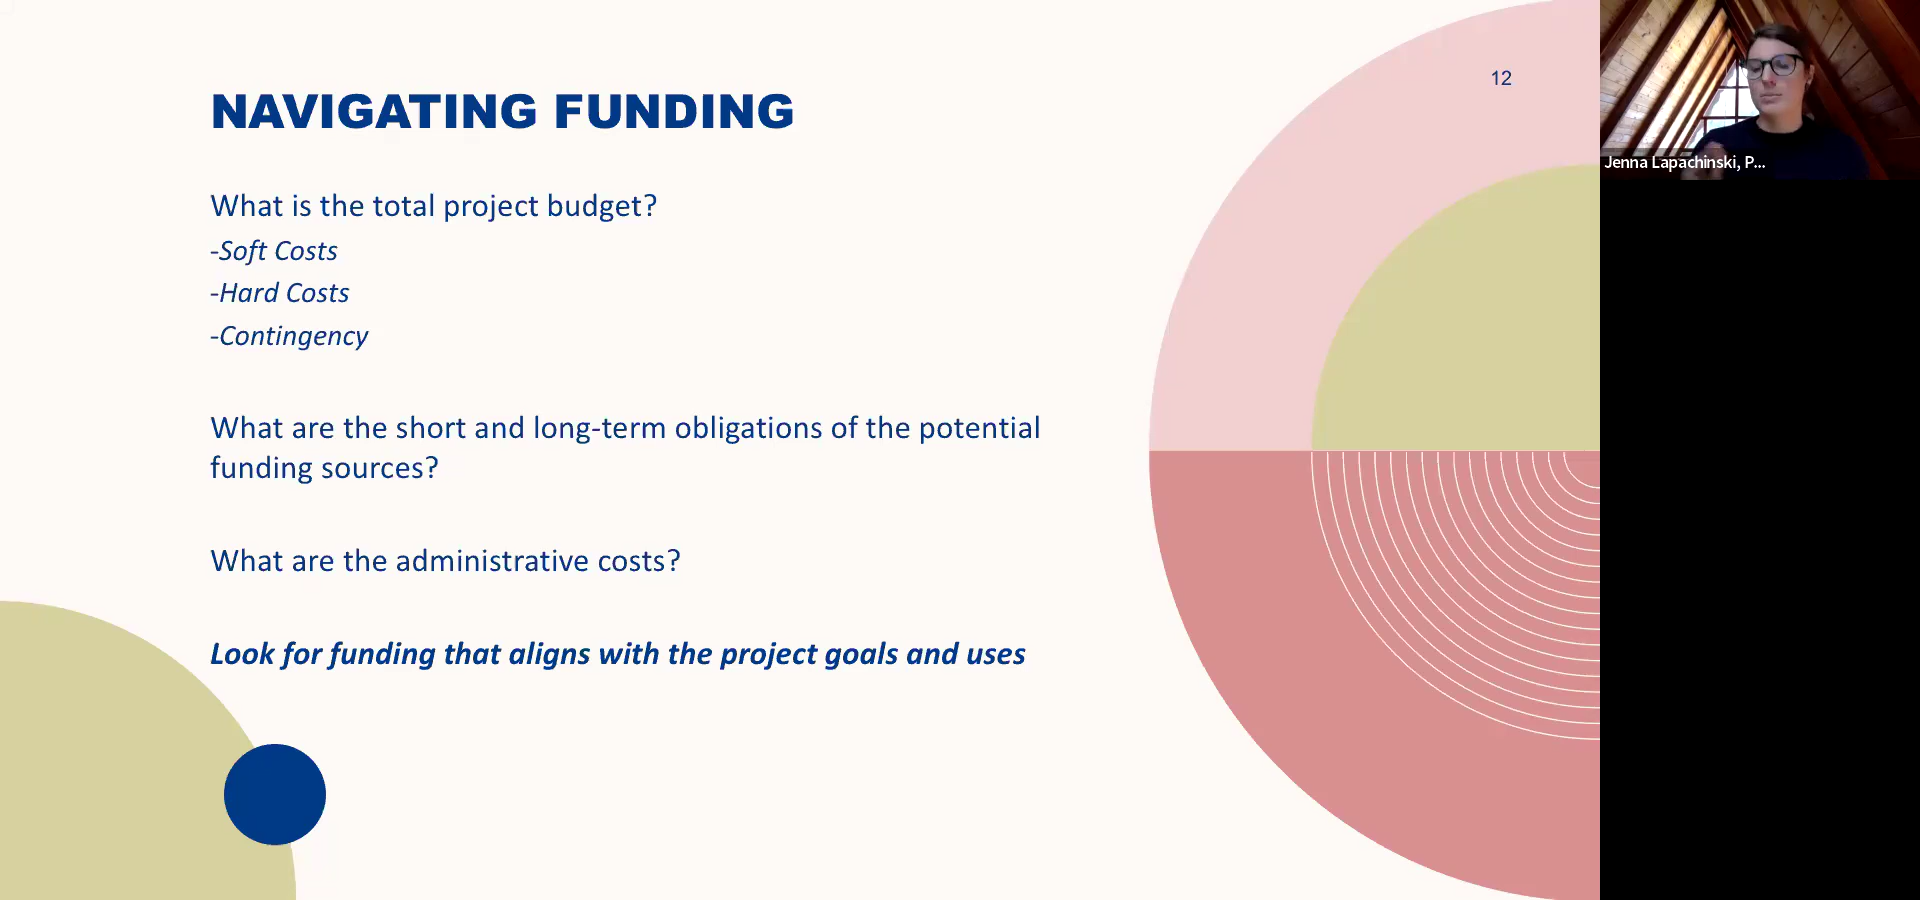 12
NAVIGATING FUNDING
What is the total project budget?
-Soft Costs
-Hard Costs
-Contingency
What are the short and long-term obligations of the potential
funding sources?
What are the administrative costs?
Look for funding that aligns with the project goals and uses
Jenna Lapachinski, P...